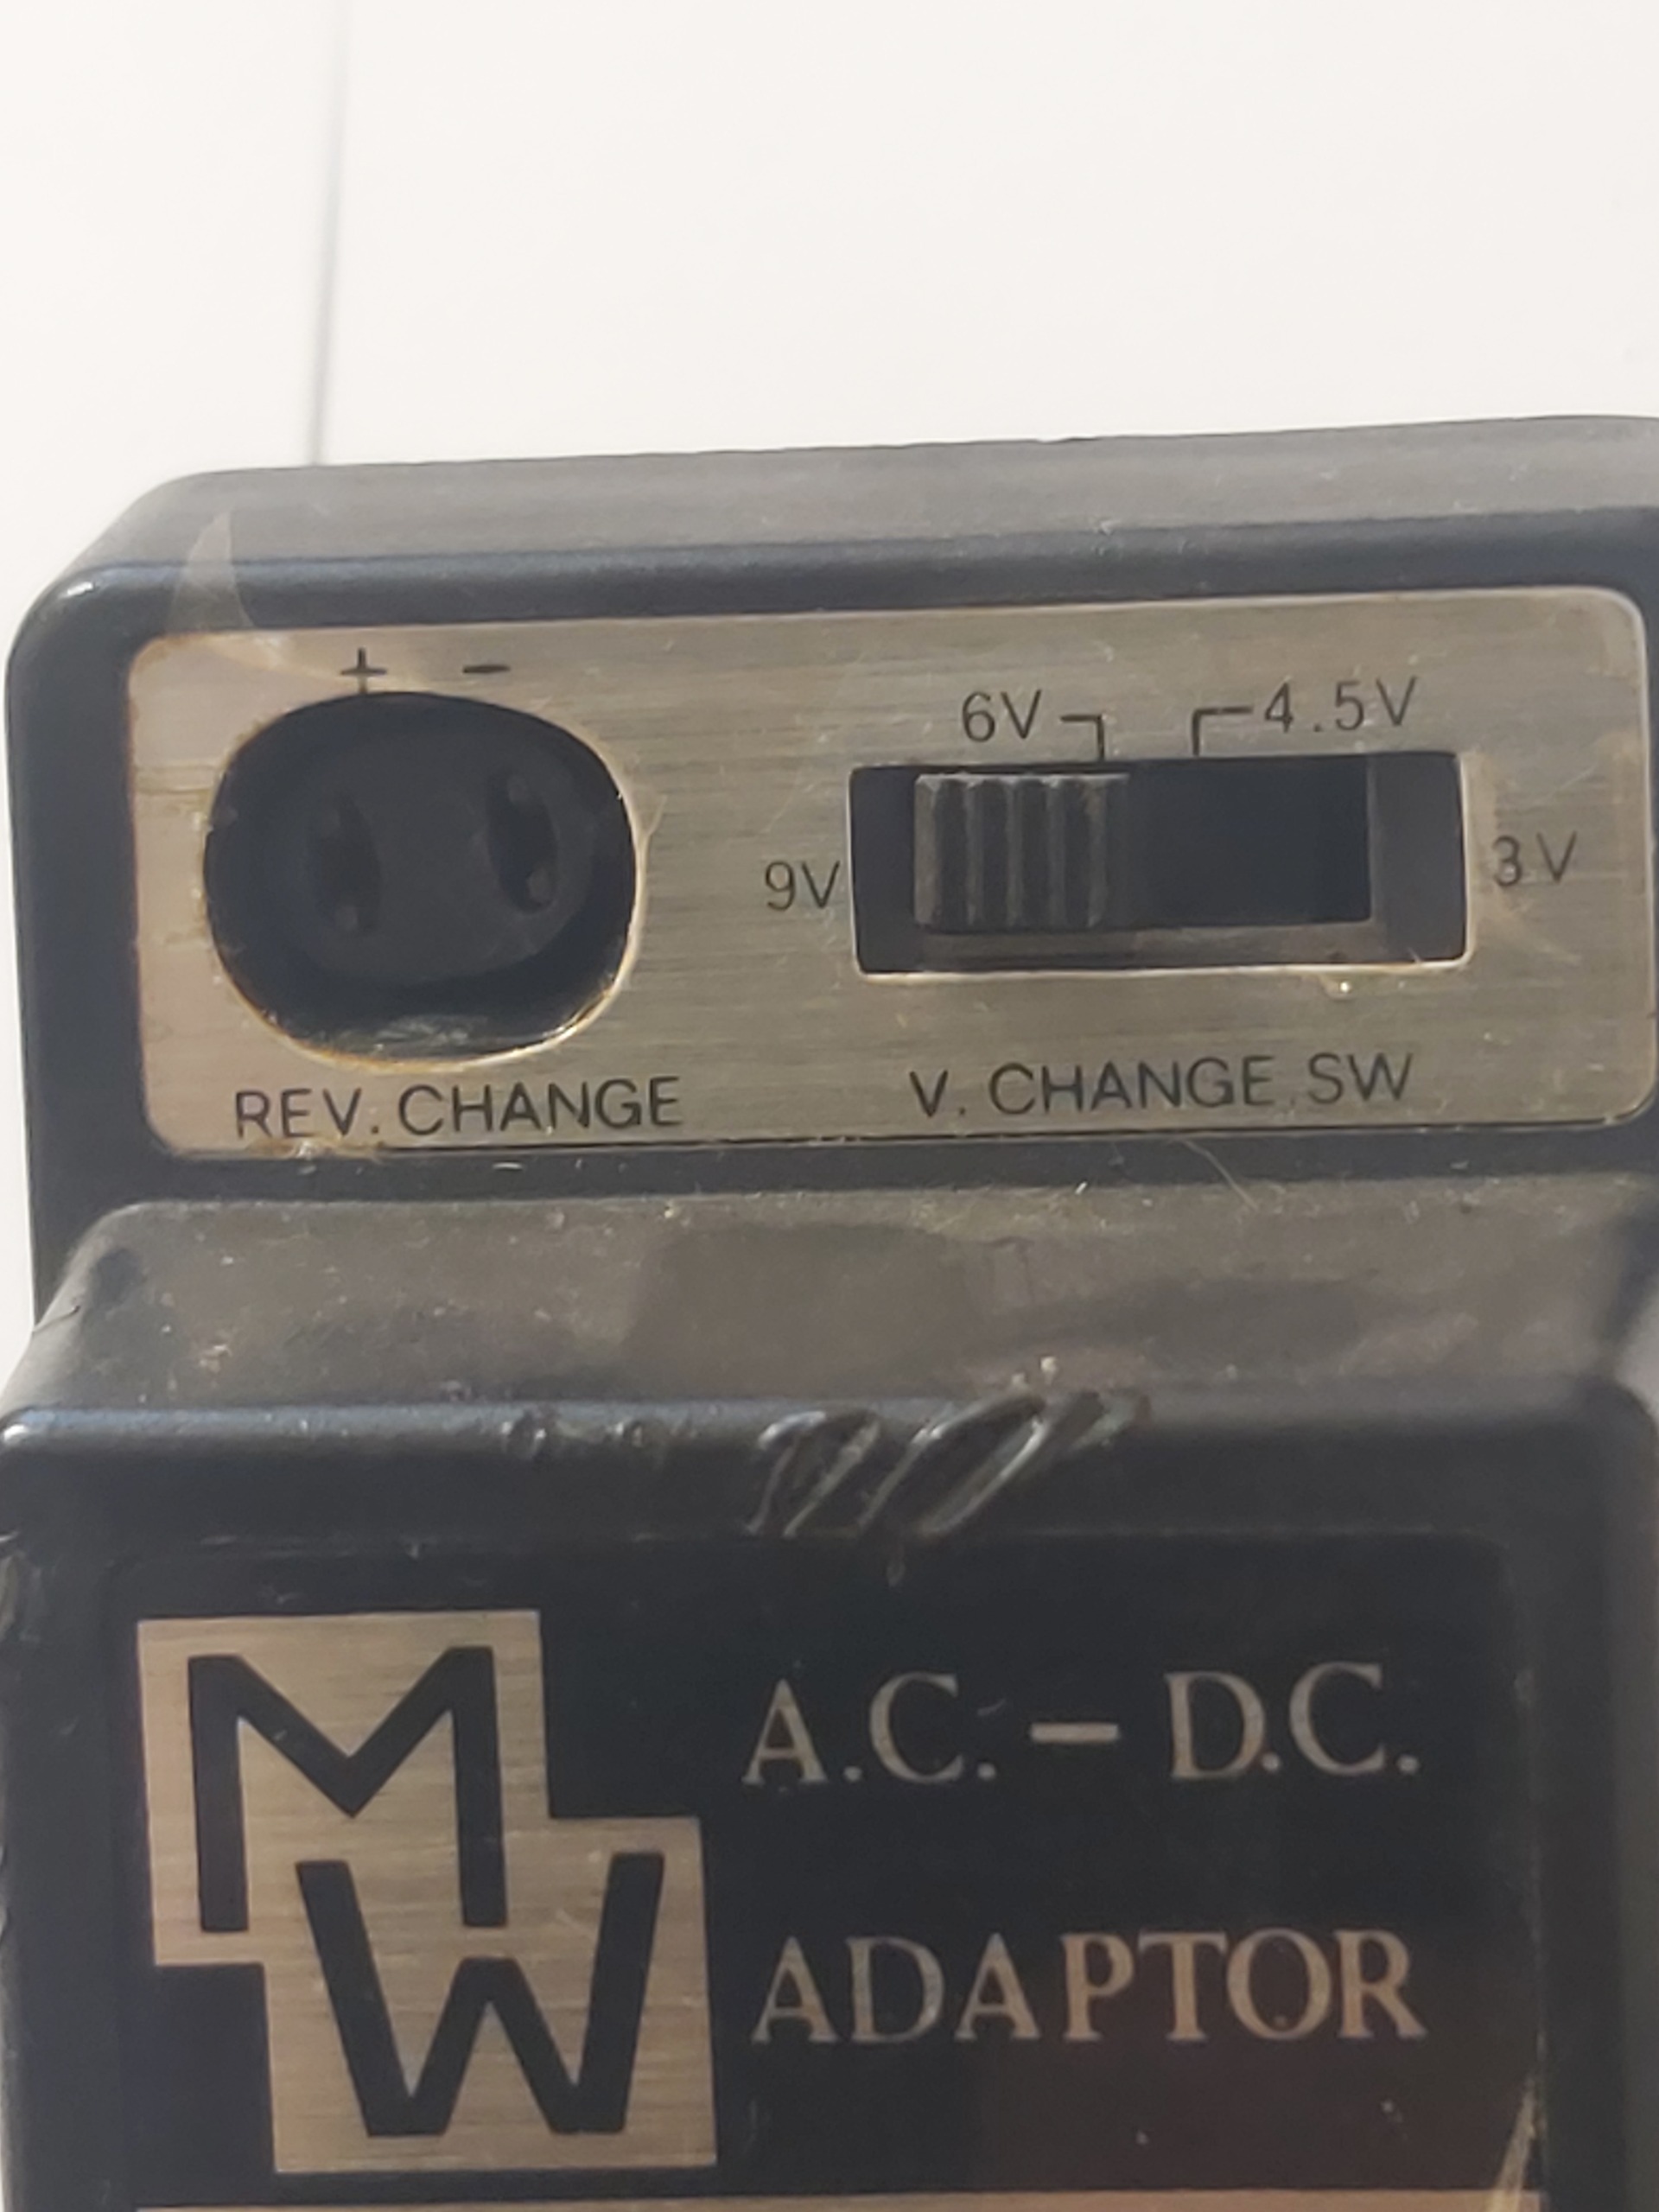 + -
6V 4.5V
9V 3V
REV. CHANGE V. CHANGE SW
MW
A.C.-D.C.
ADAPTOR